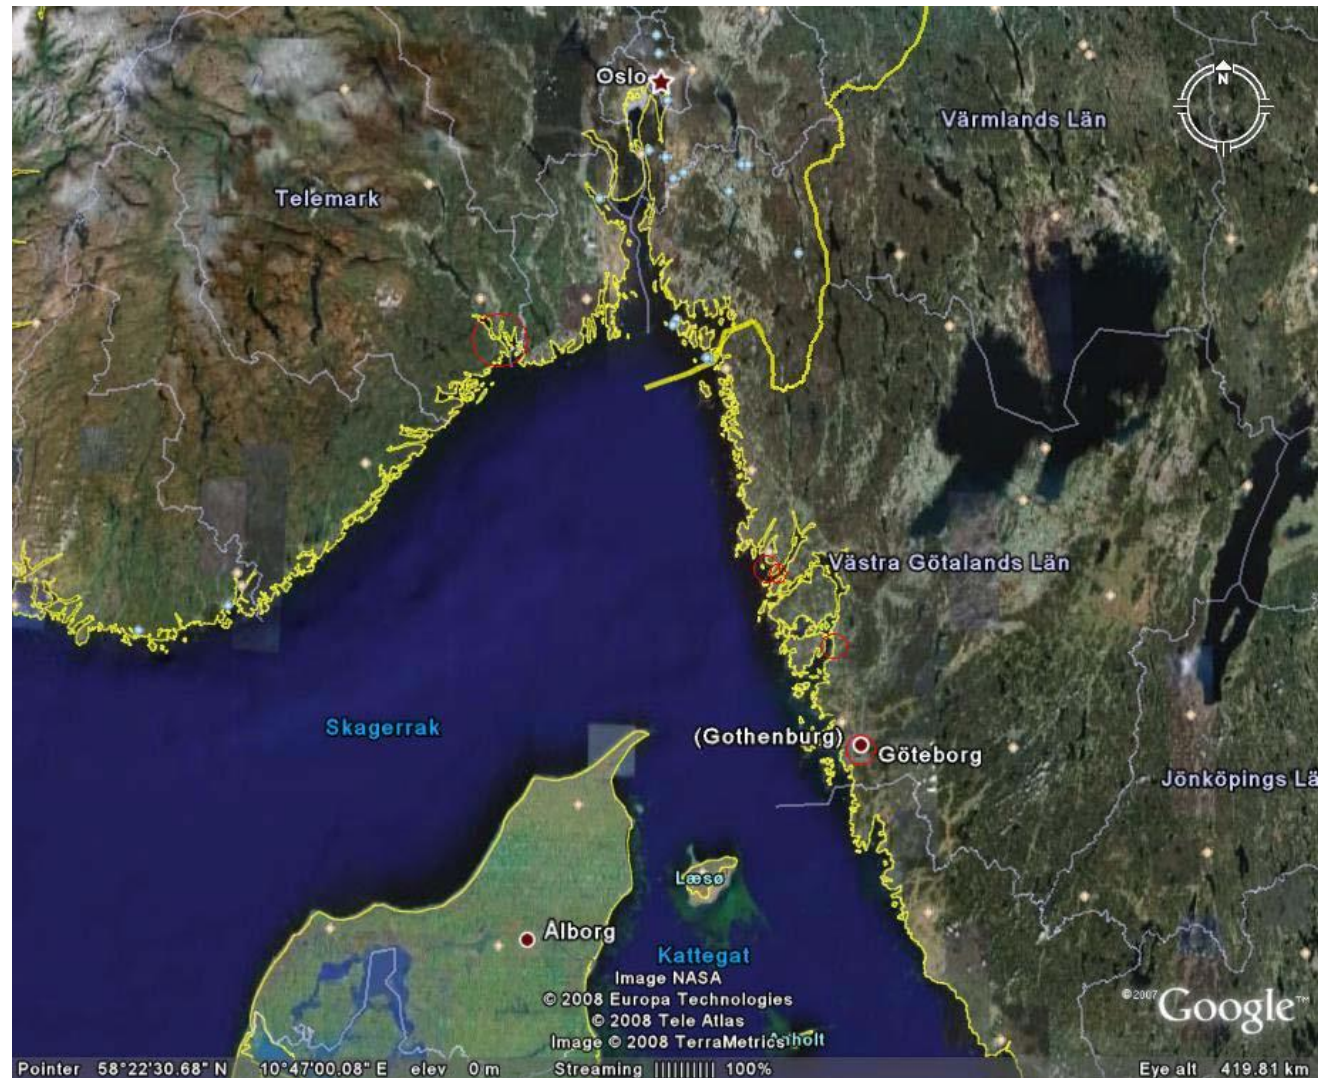 Oslo
N
Värmlands Län
Telemark
Västra Götalands Län
Skagerrak
(Gothenburg)
Göteborg
Jönköpings Lä
Læsø
Ålborg
Kattegat
Image NASA
© 2008 Europa Technologies
© 2008 Tele Atlas
Image © 2008 TerraMetrics
Anholt
©2007 Google™
Pointer 58°22'30.68" N 10°47'00.08" E elev 0 m Streaming |||||||||| 100% Eye alt 419.81 km